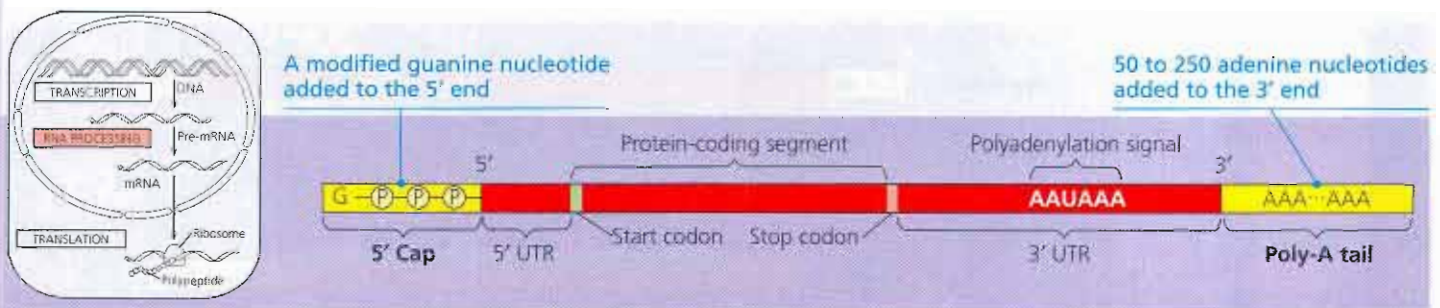 TRANSCRIPTION
DNA
RNA PROCESSING
Pre-mRNA
mRNA
TRANSLATION
Ribosome
Polypeptide
A modified guanine nucleotide
added to the 5′ end
50 to 250 adenine nucleotides
added to the 3′ end
5′
Protein-coding segment
Polyadenylation signal
3′
G P P P
AAUAAA
AAA···AAA
5′ Cap
5′ UTR
Start codon
Stop codon
3′ UTR
Poly-A tail